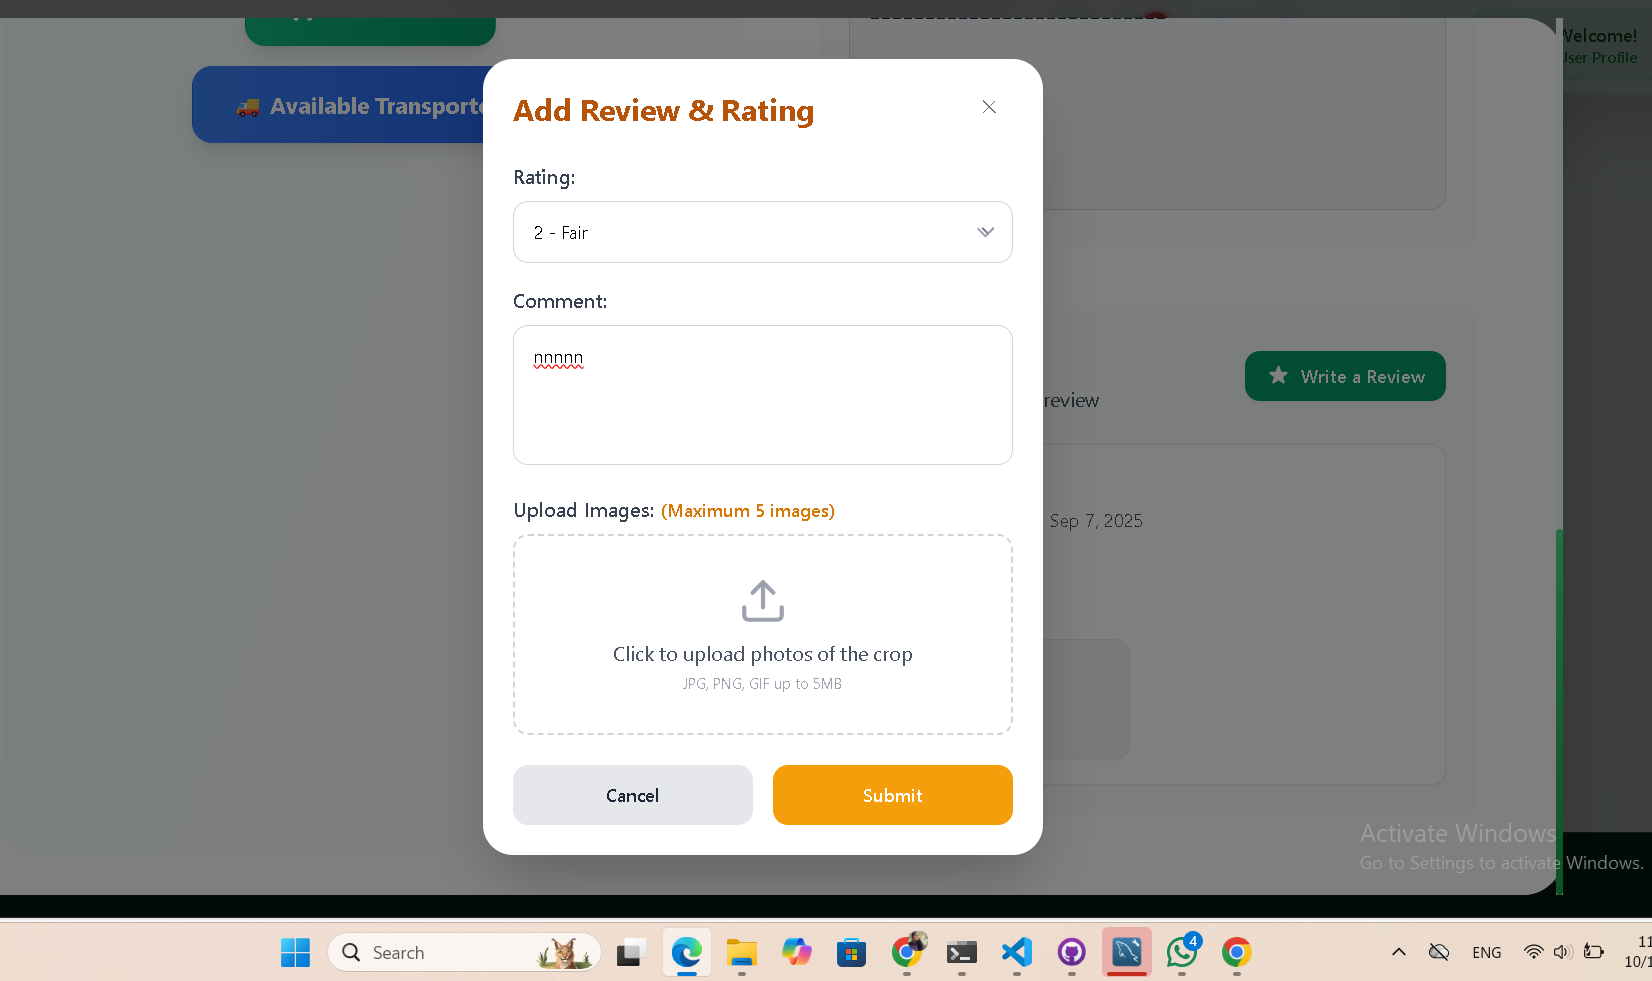 Welcome!
User Profile
🚚 Available Transporte
Add Review & Rating
Rating:
2 - Fair
Comment:
nnnnn
Write a Review
review
Upload Images: (Maximum 5 images)
Sep 7, 2025
Click to upload photos of the crop
JPG, PNG, GIF up to 5MB
Cancel
Submit
Activate Windows
Go to Settings to activate Windows.
Search
4
ENG
11
10/1